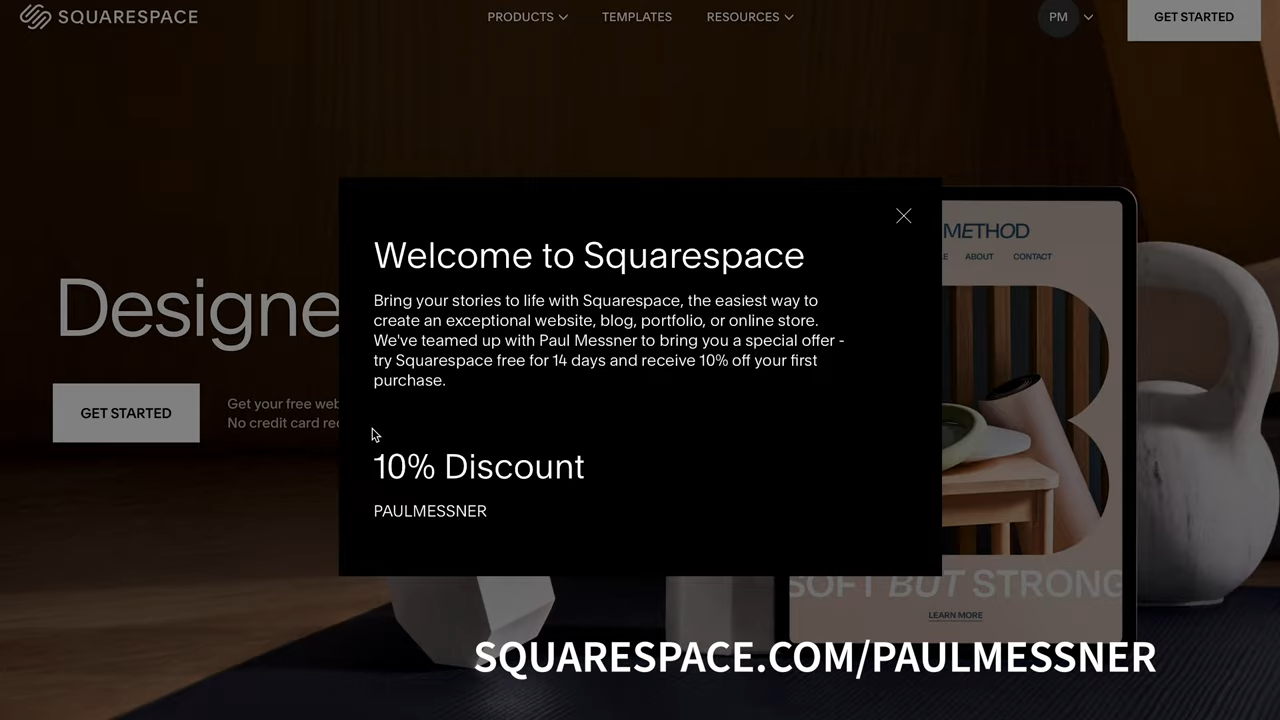 SQUARESPACE
PRODUCTS
TEMPLATES
RESOURCES
PM
GET STARTED
Welcome to Squarespace
Bring your stories to life with Squarespace, the easiest way to
create an exceptional website, blog, portfolio, or online store.
We've teamed up with Paul Messner to bring you a special offer -
try Squarespace free for 14 days and receive 10% off your first
purchase.
10% Discount
PAULMESSNER
Designe
GET STARTED
Get your free web
No credit card re
METHOD
ABOUT
CONTACT
SOFT BUT STRONG
LEARN MORE
SQUARESPACE.COM/PAULMESSNER